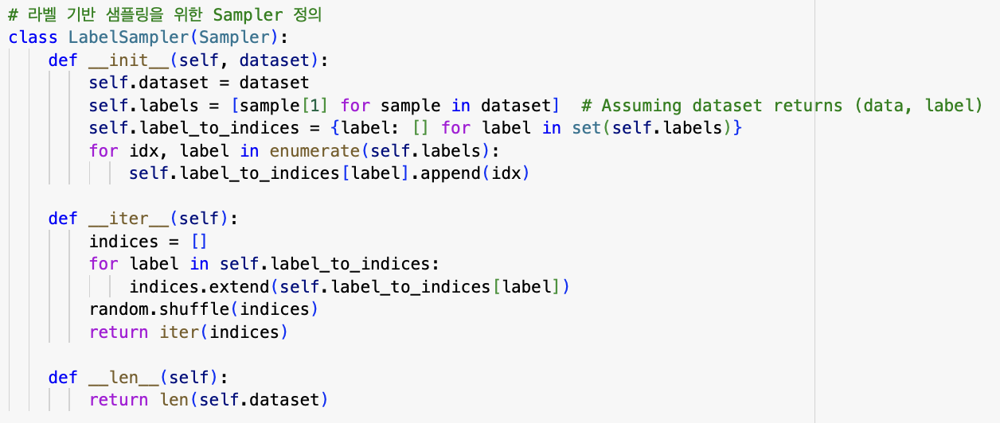 # 라벨 기반 샘플링을 위한 Sampler 정의
class LabelSampler(Sampler):
    def __init__(self, dataset):
        self.dataset = dataset
        self.labels = [sample[1] for sample in dataset]  # Assuming dataset returns (data, label)
        self.label_to_indices = {label: [] for label in set(self.labels)}
        for idx, label in enumerate(self.labels):
            self.label_to_indices[label].append(idx)

    def __iter__(self):
        indices = []
        for label in self.label_to_indices:
            indices.extend(self.label_to_indices[label])
        random.shuffle(indices)
        return iter(indices)

    def __len__(self):
        return len(self.dataset)